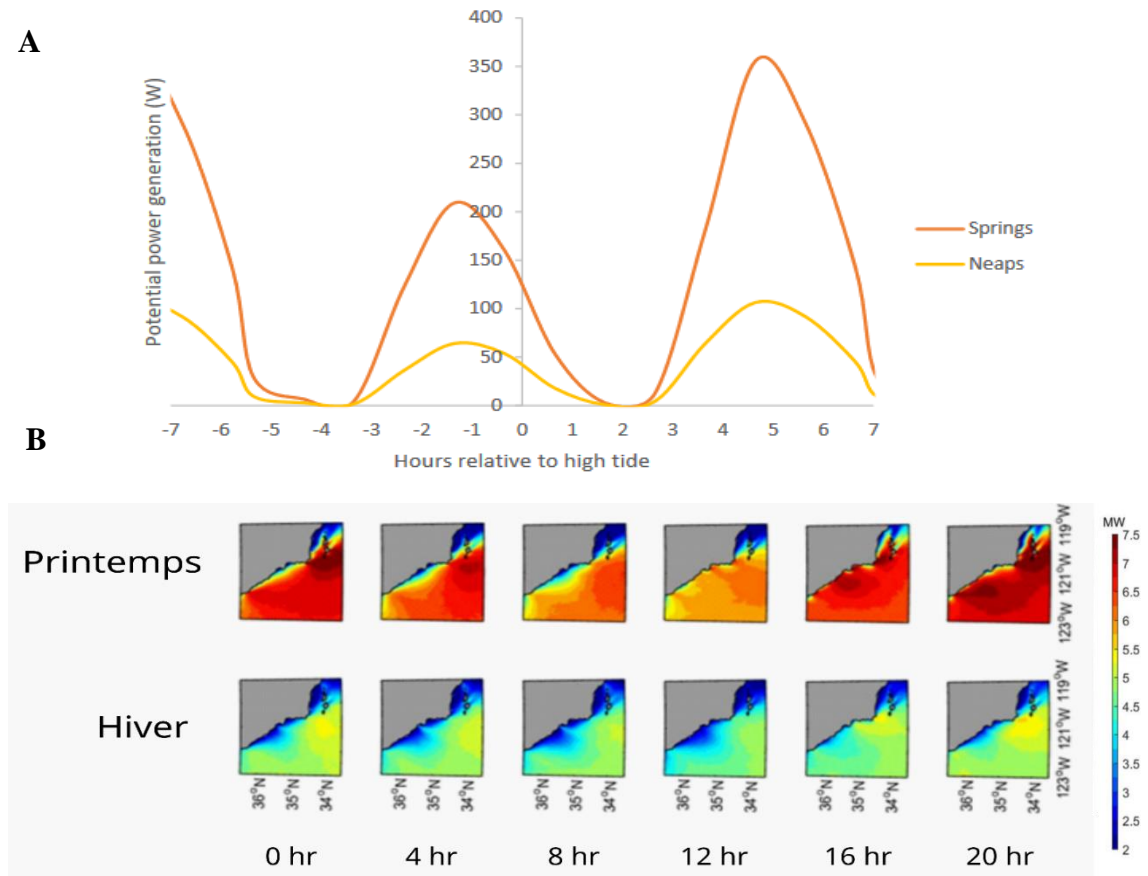 A
Potential power generation (W)
400
350
300
250
200
150
100
50
0
-7 -6 -5 -4 -3 -2 -1 0 1 2 3 4 5 6 7
Hours relative to high tide
Springs
Neaps
B
Printemps
Hiver
MW
7.5
7
6.5
6
5.5
5
4.5
4
3.5
3
2.5
2
119°W
121°W
123°W
119°W
121°W
123°W
36°N 35°N 34°N 36°N 35°N 34°N 36°N 35°N 34°N 36°N 35°N 34°N 36°N 35°N 34°N 36°N 35°N 34°N
0 hr 4 hr 8 hr 12 hr 16 hr 20 hr